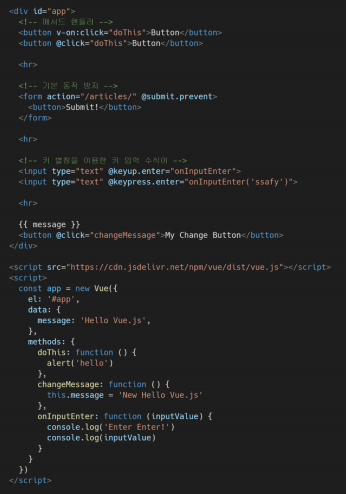 <div id="app">
<!-- 메서드 핸들러 -->
<button v-on:click="doThis">Button</button>
<button @click="doThis">Button</button>
<hr>
<!-- 기본 동작 방지 -->
<form action="/articles/" @submit.prevent>
<button>Submit!</button>
</form>
<hr>
<!-- 키 별칭을 이용한 키 입력 수식어 -->
<input type="text" @keyup.enter="onInputEnter">
<input type="text" @keypress.enter="onInputEnter('ssafy')">
<hr>
{{ message }}
<button @click="changeMessage">My Change Button</button>
</div>
<script src="https://cdn.jsdelivr.net/npm/vue/dist/vue.js"></script>
<script>
const app = new Vue({
el: '#app',
data: {
message: 'Hello Vue.js',
},
methods: {
doThis: function () {
alert('hello')
},
changeMessage: function () {
this.message = 'New Hello Vue.js'
},
onInputEnter: function (inputValue) {
console.log('Enter Enter!')
console.log(inputValue)
}
}
})
</script>